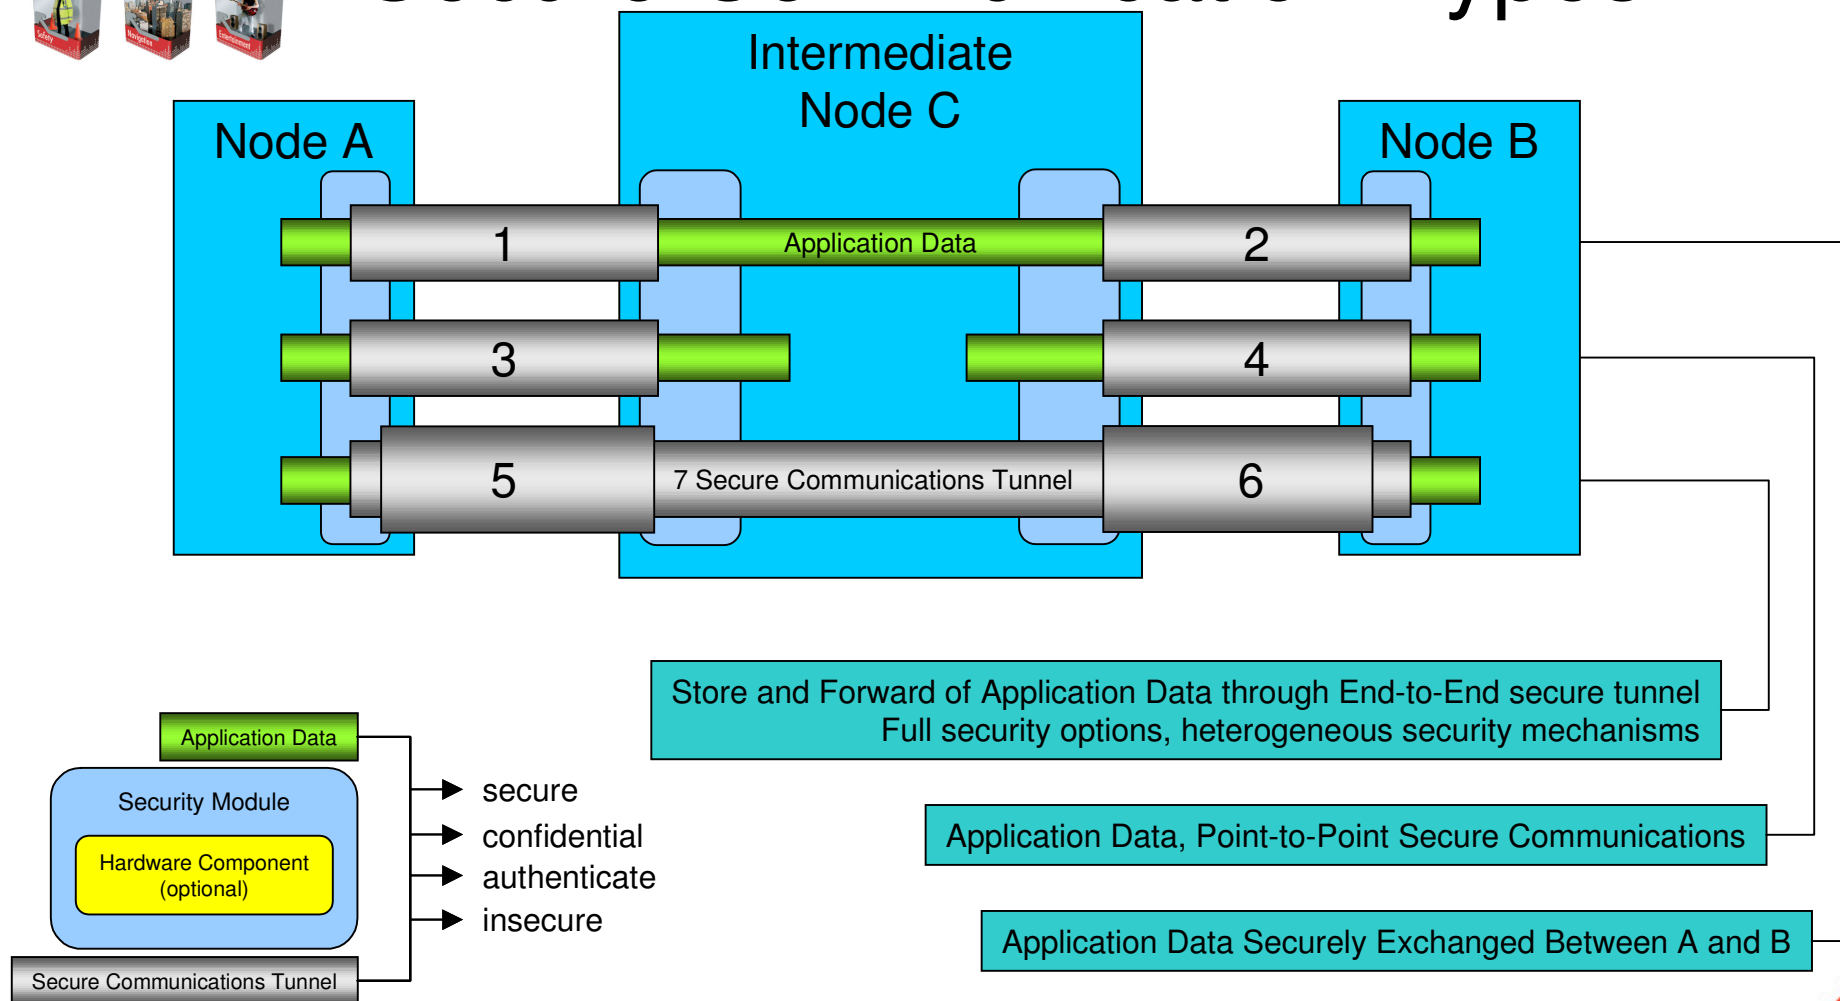 Safety
Navigation
Entertainment
Intermediate
Node C
Node A
Node B
1
Application Data
2
3
4
5
7 Secure Communications Tunnel
6
Store and Forward of Application Data through End-to-End secure tunnel
Full security options, heterogeneous security mechanisms
Application Data
Security Module
Hardware Component
(optional)
Secure Communications Tunnel
secure
confidential
authenticate
insecure
Application Data, Point-to-Point Secure Communications
Application Data Securely Exchanged Between A and B